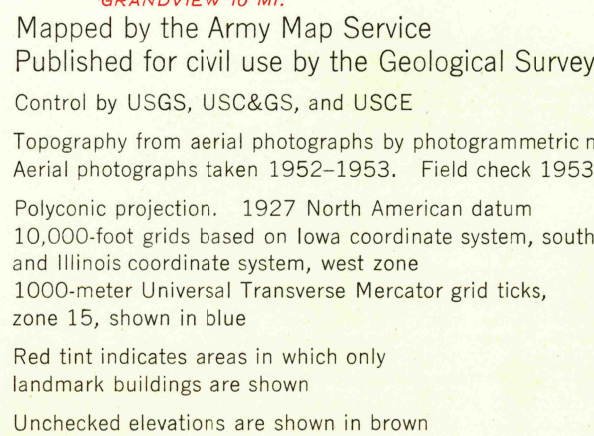 GRANDVIEW 10 MI.
Mapped by the Army Map Service
Published for civil use by the Geological Survey
Control by USGS, USC&GS, and USCE
Topography from aerial photographs by photogrammetric
Aerial photographs taken 1952–1953. Field check 1953
Polyconic projection. 1927 North American datum
10,000-foot grids based on Iowa coordinate system, south
and Illinois coordinate system, west zone
1000-meter Universal Transverse Mercator grid ticks,
zone 15, shown in blue
Red tint indicates areas in which only
landmark buildings are shown
Unchecked elevations are shown in brown